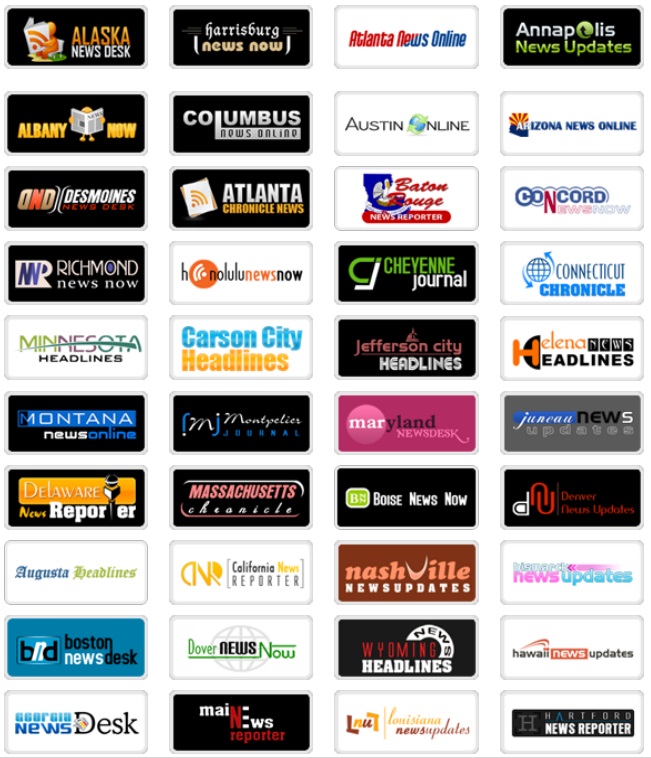 ALASKA
NEWS DESK
harrisburg
news now
Atlanta News Online
Annapolis
News Updates
ALBANY NOW
NEWS
COLUMBUS
NEWS ONLINE
AUSTIN ONLINE
ARIZONA NEWS ONLINE
DND DESMOINES
NEWS DESK
ATLANTA
CHRONICLE NEWS
Baton
Rouge
NEWS REPORTER
CONCORD
NEWSNOW
NNR RICHMOND
news now
honolulunewsnow
CJ CHEYENNE
journal
CONNECTICUT
CHRONICLE
MINNESOTA
HEADLINES
Carson City
Headlines
Jefferson city
HEADLINES
Helena NEWS
HEADLINES
MONTANA
newsonline
mj Montpelier
JOURNAL
maryland
NEWSDESK
juneau NEWS
updates
DELAWARE
News Reporter
MASSACHUSETTS
chronicle
BN BOISE NEWS NOW
dnu Denver
News Updates
Augusta Headlines
CNR California News
REPORTER
nashville
NEWSUPDATES
bismarck
newsupdates
bnd boston
newsdesk
Dover NEWS Now
WYOMING NEWS
HEADLINES
hawaii news updates
GEORGIA
NEWS Desk
maiNE
News
reporter
Lnu louisiana
newsupdates
H HARTFORD
NEWS REPORTER